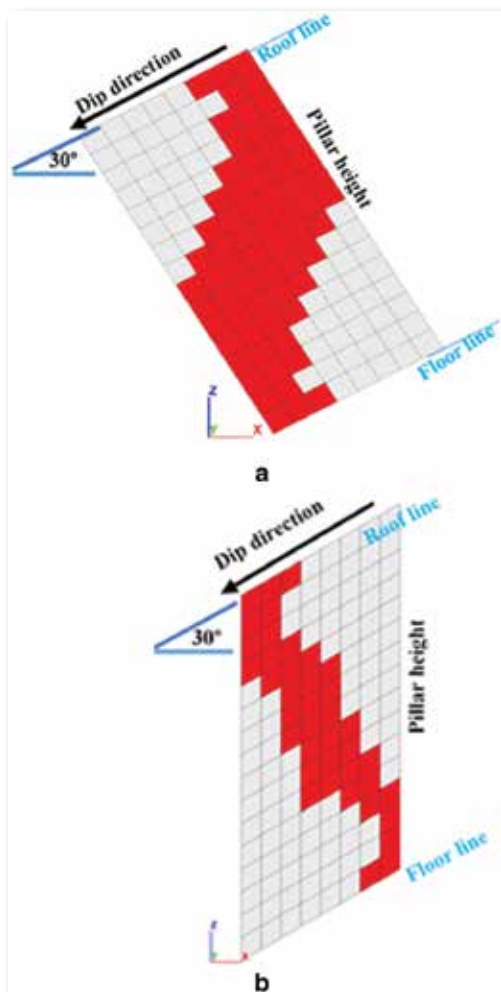 Roof line
Dip direction
30°
Pillar height
Floor line
Z
Y
X
a
Dip direction
Roof line
30°
Pillar height
Floor line
Z
Y
X
b